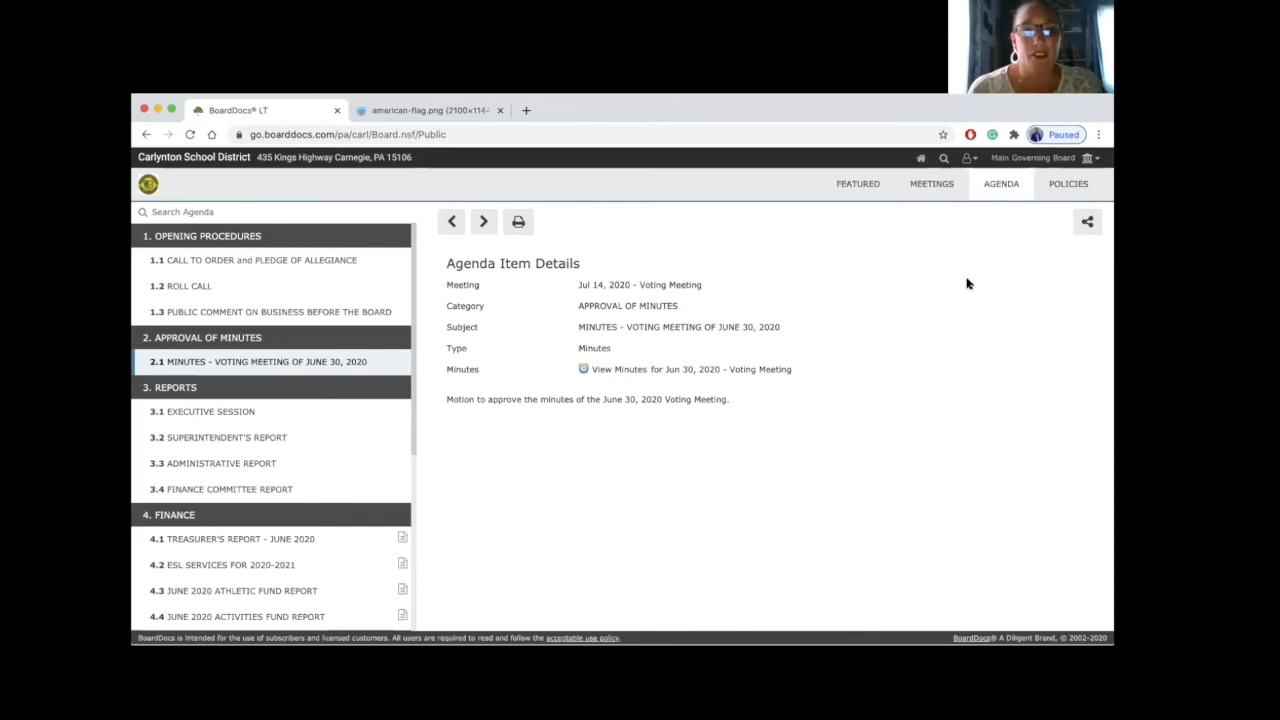 BoardDocs® LT
american-flag.png (2100×114
go.boarddocs.com/pa/carl/Board.nsf/Public
Paused
Carlynton School District 435 Kings Highway Carnegie, PA 15106
Main Governing Board
FEATURED MEETINGS AGENDA POLICIES
Search Agenda
1. OPENING PROCEDURES
1.1 CALL TO ORDER and PLEDGE OF ALLEGIANCE
1.2 ROLL CALL
1.3 PUBLIC COMMENT ON BUSINESS BEFORE THE BOARD
2. APPROVAL OF MINUTES
2.1 MINUTES - VOTING MEETING OF JUNE 30, 2020
3. REPORTS
3.1 EXECUTIVE SESSION
3.2 SUPERINTENDENT'S REPORT
3.3 ADMINISTRATIVE REPORT
3.4 FINANCE COMMITTEE REPORT
4. FINANCE
4.1 TREASURER'S REPORT - JUNE 2020
4.2 ESL SERVICES FOR 2020-2021
4.3 JUNE 2020 ATHLETIC FUND REPORT
4.4 JUNE 2020 ACTIVITIES FUND REPORT
Agenda Item Details
Meeting Jul 14, 2020 - Voting Meeting
Category APPROVAL OF MINUTES
Subject MINUTES - VOTING MEETING OF JUNE 30, 2020
Type Minutes
Minutes View Minutes for Jun 30, 2020 - Voting Meeting
Motion to approve the minutes of the June 30, 2020 Voting Meeting.
BoardDocs is intended for the use of subscribers and licensed customers. All users are required to read and follow the acceptable use policy.
BoardDocs® A Diligent Brand, © 2002-2020